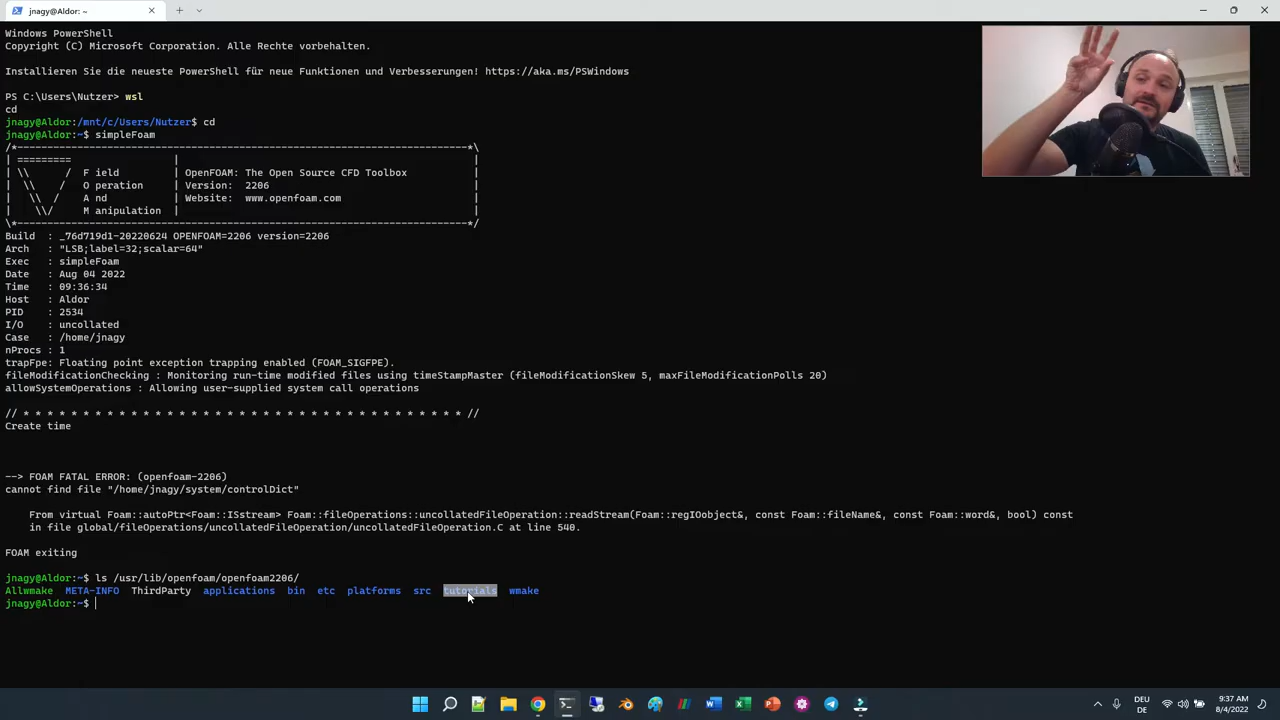 jnagy@Aldor: ~
Windows PowerShell
Copyright (C) Microsoft Corporation. Alle Rechte vorbehalten.
Installieren Sie die neueste PowerShell für neue Funktionen und Verbesserungen! https://aka.ms/PSWindows
PS C:\Users\Nutzer> wsl
cd
jnagy@Aldor:/mnt/c/Users/Nutzer$ cd
jnagy@Aldor:~$ simpleFoam
/*---------------------------------------------------------------------------*\
| =========                 |                                                 |
| \\      /  F ield         | OpenFOAM: The Open Source CFD Toolbox           |
|  \\    /   O peration     | Version:  2206                                  |
|   \\  /    A nd           | Website:  www.openfoam.com                      |
|    \\/     M anipulation  |                                                 |
\*---------------------------------------------------------------------------*/
Build  : _76d719d1-20220624 OPENFOAM=2206 version=2206
Arch   : "LSB;label=32;scalar=64"
Exec   : simpleFoam
Date   : Aug 04 2022
Time   : 09:36:34
Host   : Aldor
PID    : 2534
I/O    : uncollated
Case   : /home/jnagy
nProcs : 1
trapFpe: Floating point exception trapping enabled (FOAM_SIGFPE).
fileModificationChecking : Monitoring run-time modified files using timeStampMaster (fileModificationSkew 5, maxFileModificationPolls 20)
allowSystemOperations : Allowing user-supplied system call operations
// * * * * * * * * * * * * * * * * * * * * * * * * * * * * * * * * * * * * * //
Create time
--> FOAM FATAL ERROR: (openfoam-2206)
cannot find file "/home/jnagy/system/controlDict"
From virtual Foam::autoPtr<Foam::ISstream> Foam::fileOperations::uncollatedFileOperation::readStream(Foam::regIOobject&, const Foam::fileName&, const Foam::word&, bool) const
in file global/fileOperations/uncollatedFileOperation/uncollatedFileOperation.C at line 540.
FOAM exiting
jnagy@Aldor:~$ ls /usr/lib/openfoam/openfoam2206/
Allwmake  META-INFO  ThirdParty  applications  bin  etc  platforms  src  tutorials  wmake
jnagy@Aldor:~$
DEU
DE
9:37 AM
8/4/2022